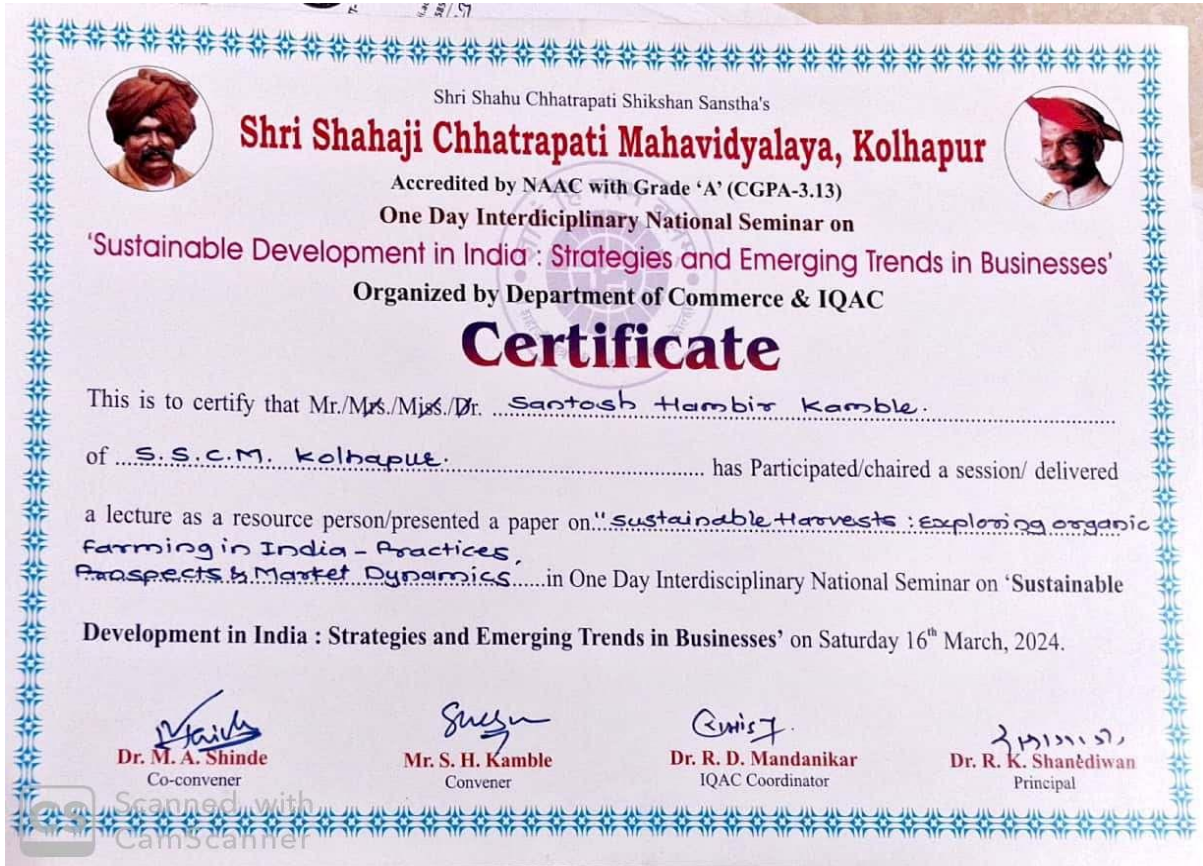 Shri Shahu Chhatrapati Shikshan Sanstha's
Shri Shahaji Chhatrapati Mahavidyalaya, Kolhapur
Accredited by NAAC with Grade ‘A’ (CGPA-3.13)
One Day Interdiciplinary National Seminar on
‘Sustainable Development in India : Strategies and Emerging Trends in Businesses’
Organized by Department of Commerce & IQAC
Certificate
This is to certify that Mr./Mrs./Miss./Dr. Santosh Hambir Kamble.
of S.S.C.M. Kolhapur. has Participated/chaired a session/ delivered
a lecture as a resource person/presented a paper on "Sustainable Harvests : Exploring organic
Farming in India - Practices,
Prospects & Market Dynamics in One Day Interdisciplinary National Seminar on ‘Sustainable
Development in India : Strategies and Emerging Trends in Businesses’ on Saturday 16th March, 2024.
Dr. M. A. Shinde
Co-convener
Mr. S. H. Kamble
Convener
Dr. R. D. Mandanikar
IQAC Coordinator
Dr. R. K. Shanediwan
Principal
CS Scanned with
CamScanner